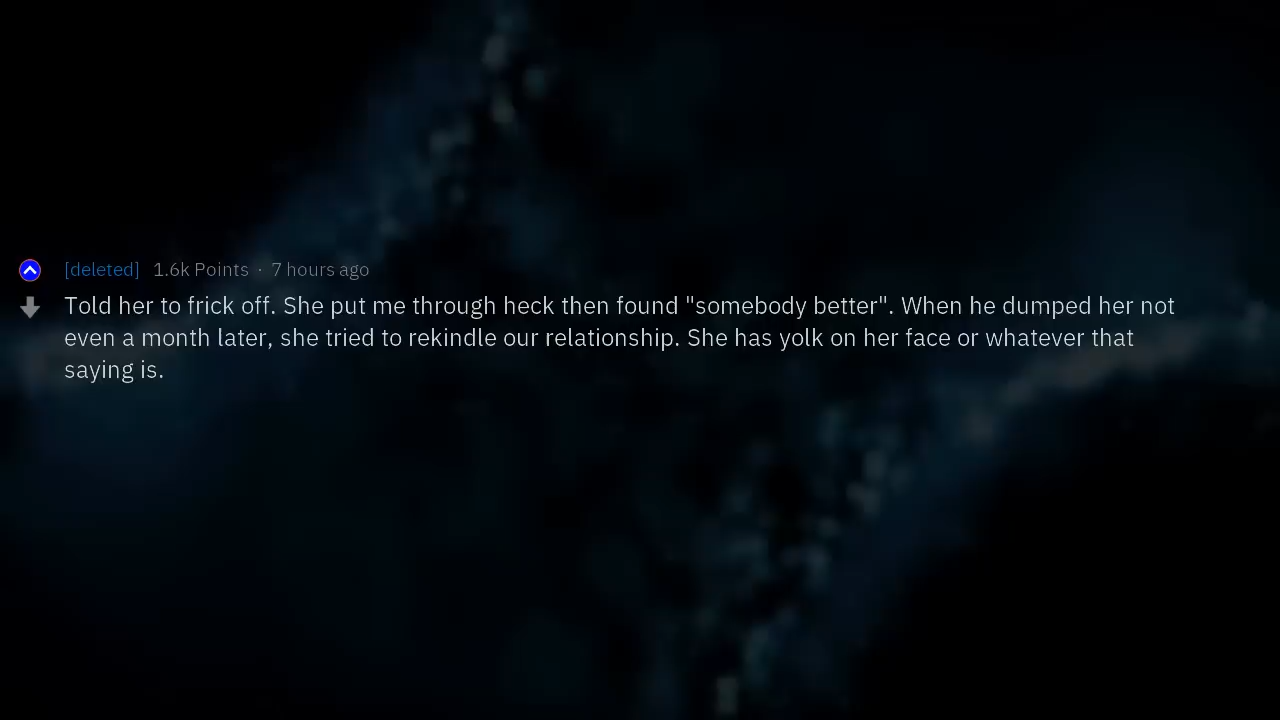 [deleted] 1.6k Points · 7 hours ago
Told her to frick off. She put me through heck then found "somebody better". When he dumped her not
even a month later, she tried to rekindle our relationship. She has yolk on her face or whatever that
saying is.